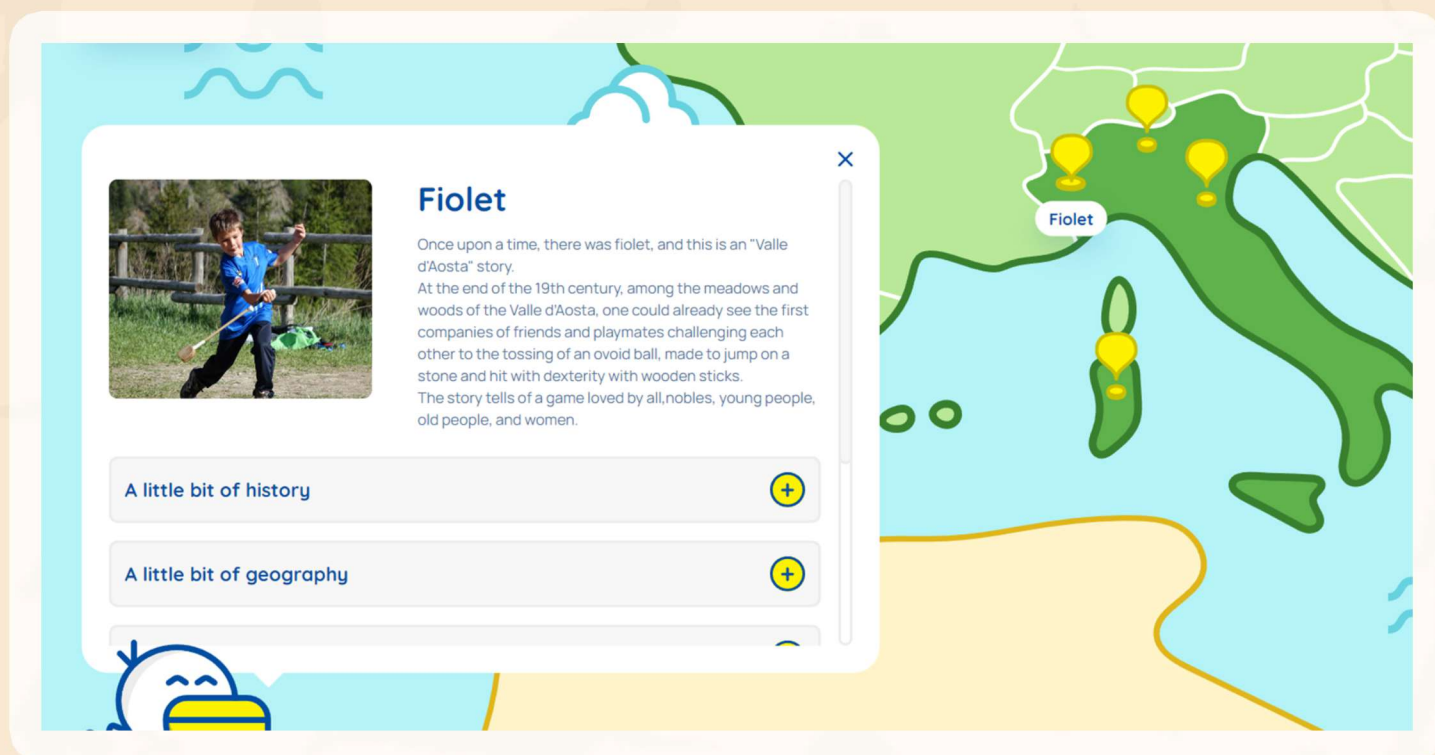 Fiolet
Once upon a time, there was fiolet, and this is an "Valle
d'Aosta" story.
At the end of the 19th century, among the meadows and
woods of the Valle d'Aosta, one could already see the first
companies of friends and playmates challenging each
other to the tossing of an ovoid ball, made to jump on a
stone and hit with dexterity with wooden sticks.
The story tells of a game loved by all,nobles, young people,
old people, and women.
A little bit of history
A little bit of geography
Fiolet